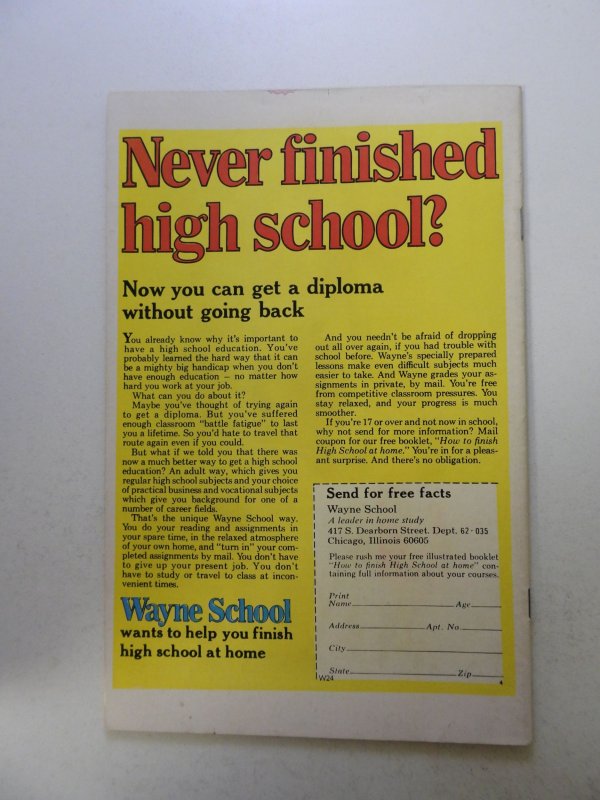 Never finished
high school?
Now you can get a diploma
without going back
You already know why it's important to
have a high school education. You've
probably learned the hard way that it can
be a mighty big handicap when you don't
have enough education — no matter how
hard you work at your job.
What can you do about it?
Maybe you've thought of trying again
to get a diploma. But you've suffered
enough classroom "battle fatigue" to last
you a lifetime. So you'd hate to travel that
route again even if you could.
But what if we told you that there was
now a much better way to get a high school
education? An adult way, which gives you
regular high school subjects and your choice
of practical business and vocational subjects
which give you background for one of a
number of career fields.
That's the unique Wayne School way.
You do your reading and assignments in
your spare time, in the relaxed atmosphere
of your own home, and "turn in" your com-
pleted assignments by mail. You don't have
to give up your present job. You don't
have to study or travel to class at incon-
venient times.
Wayne School
wants to help you finish
high school at home
And you needn't be afraid of dropping
out all over again, if you had trouble with
school before. Wayne's specially prepared
lessons make even difficult subjects much
easier to take. And Wayne grades your as-
signments in private, by mail. You're free
from competitive classroom pressures. You
stay relaxed, and your progress is much
smoother.
If you're 17 or over and not now in school,
why not send for more information? Mail
coupon for our free booklet, "How to finish
High School at home." You're in for a pleas-
ant surprise. And there's no obligation.
Send for free facts
Wayne School
A leader in home study
417 S. Dearborn Street. Dept. 62-035
Chicago, Illinois 60605
Please rush me your free illustrated booklet
"How to finish High School at home" con-
taining full information about your courses.
Print
Name Age
Address Apt. No.
City
State Zip
W24 4